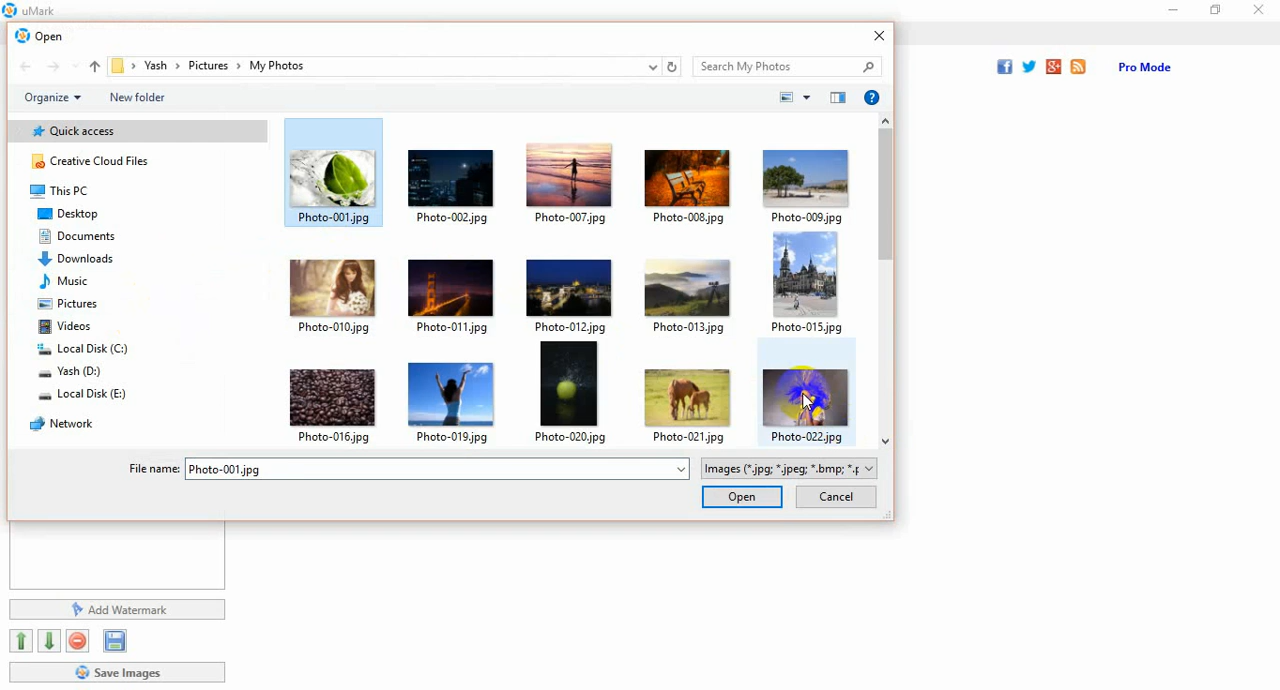 uMark
Open
Yash
Pictures
My Photos
Search My Photos
Organize
New folder
Quick access
Creative Cloud Files
This PC
Desktop
Documents
Downloads
Music
Pictures
Videos
Local Disk (C:)
Yash (D:)
Local Disk (E:)
Network
Photo-001.jpg
Photo-002.jpg
Photo-007.jpg
Photo-008.jpg
Photo-009.jpg
Photo-010.jpg
Photo-011.jpg
Photo-012.jpg
Photo-013.jpg
Photo-015.jpg
Photo-016.jpg
Photo-019.jpg
Photo-020.jpg
Photo-021.jpg
Photo-022.jpg
File name:
Photo-001.jpg
Images (*.jpg; *.jpeg; *.bmp; *.p
Open
Cancel
Pro Mode
Add Watermark
Save Images